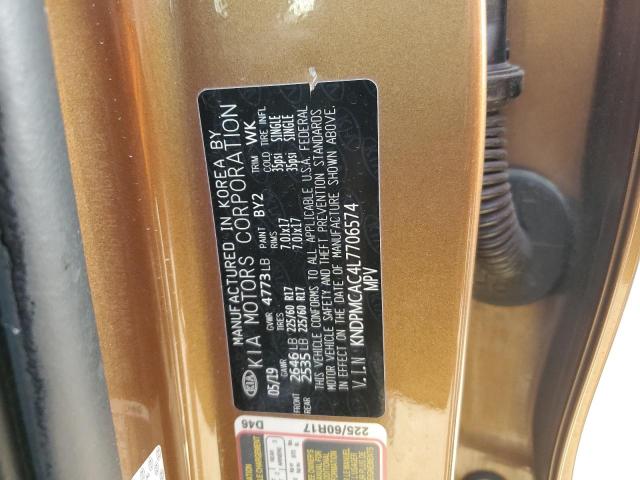 MANUFACTURED IN KOREA BY
KIA MOTORS CORPORATION
KIA
05/19 GVWR 4773LB PAINT BY2 TRIM WK
GAWR TIRES RIMS COLD TIRE INFL
FRONT 2646LB 225/60 R17 7.0Jx17 35psi SINGLE
REAR 2535LB 225/60 R17 7.0Jx17 35psi SINGLE
THIS VEHICLE CONFORMS TO ALL APPLICABLE U.S.A. FEDERAL
MOTOR VEHICLE SAFETY AND THEFT PREVENTION STANDARDS
IN EFFECT ON THE DATE OF MANUFACTURE SHOWN ABOVE.
V.I.N KNDPMCAC4L7706574
MPV
D46 225/60R17